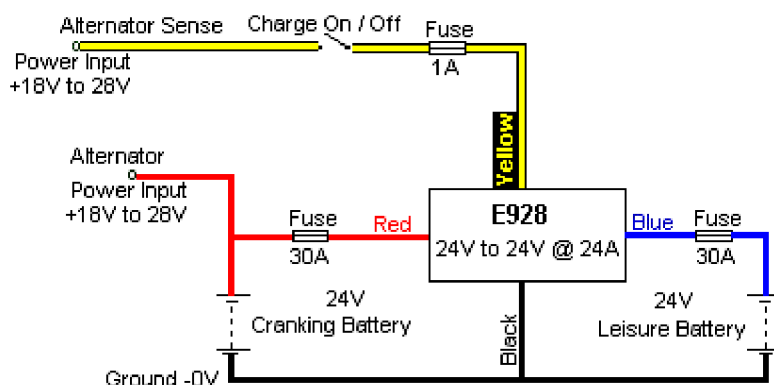 Alternator Sense
Charge On / Off
Fuse
Power Input
+18V to 28V
1A
Yellow
Alternator
Power Input
+18V to 28V
Fuse
Red
30A
E928
24V to 24V @ 24A
Blue
Fuse
30A
24V
Cranking Battery
Black
24V
Leisure Battery
Ground -0V